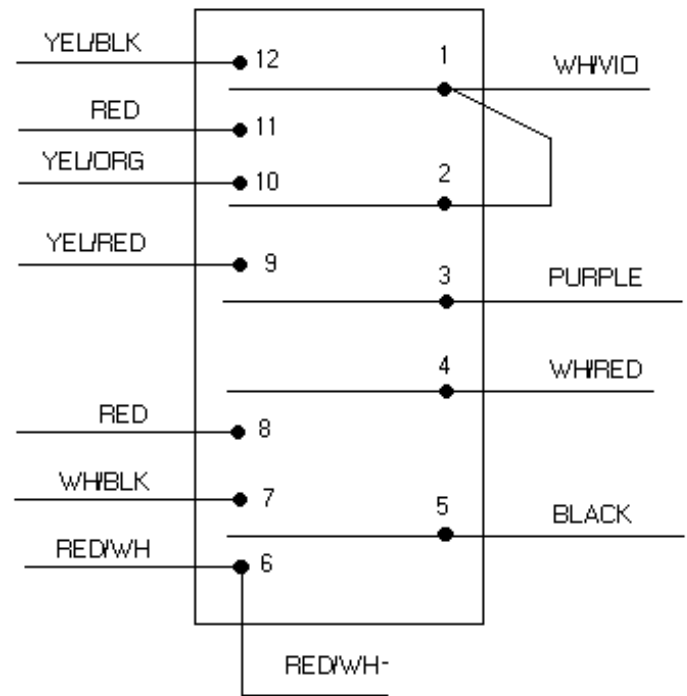 YEL/BLK
12
1
WH/VIO
RED
11
YEL/ORG
10
2
YEL/RED
9
3
PURPLE
4
WH/RED
RED
8
WH/BLK
7
5
BLACK
RED/WH
6
RED/WH-